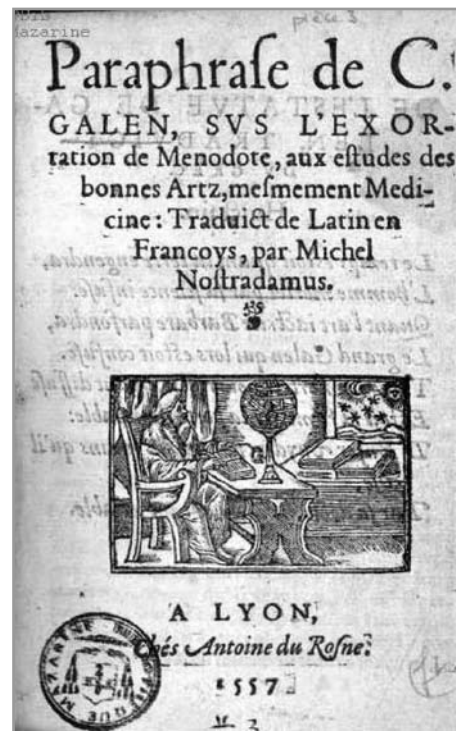 Mazarine
Paraphraſe de C.
GALEN, SVS L'EXOR-
tation de Menodote, aux eſtudes des
bonnes Artz, meſmement Medi-
cine: Traduict de Latin en
Francoys, par Michel
Noſtradamus.
A LYON,
Chés Antoine du Roſne.
1557